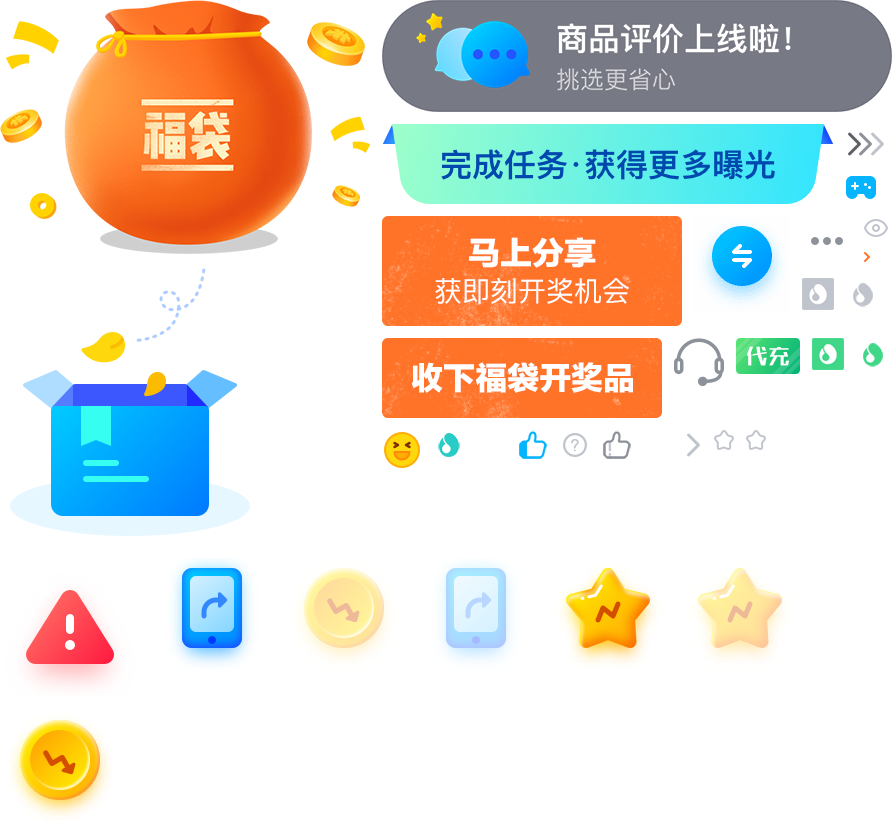 福袋
商品评价上线啦!
挑选更省心
完成任务·获得更多曝光
马上分享
获即刻开奖机会
收下福袋开奖品
代充